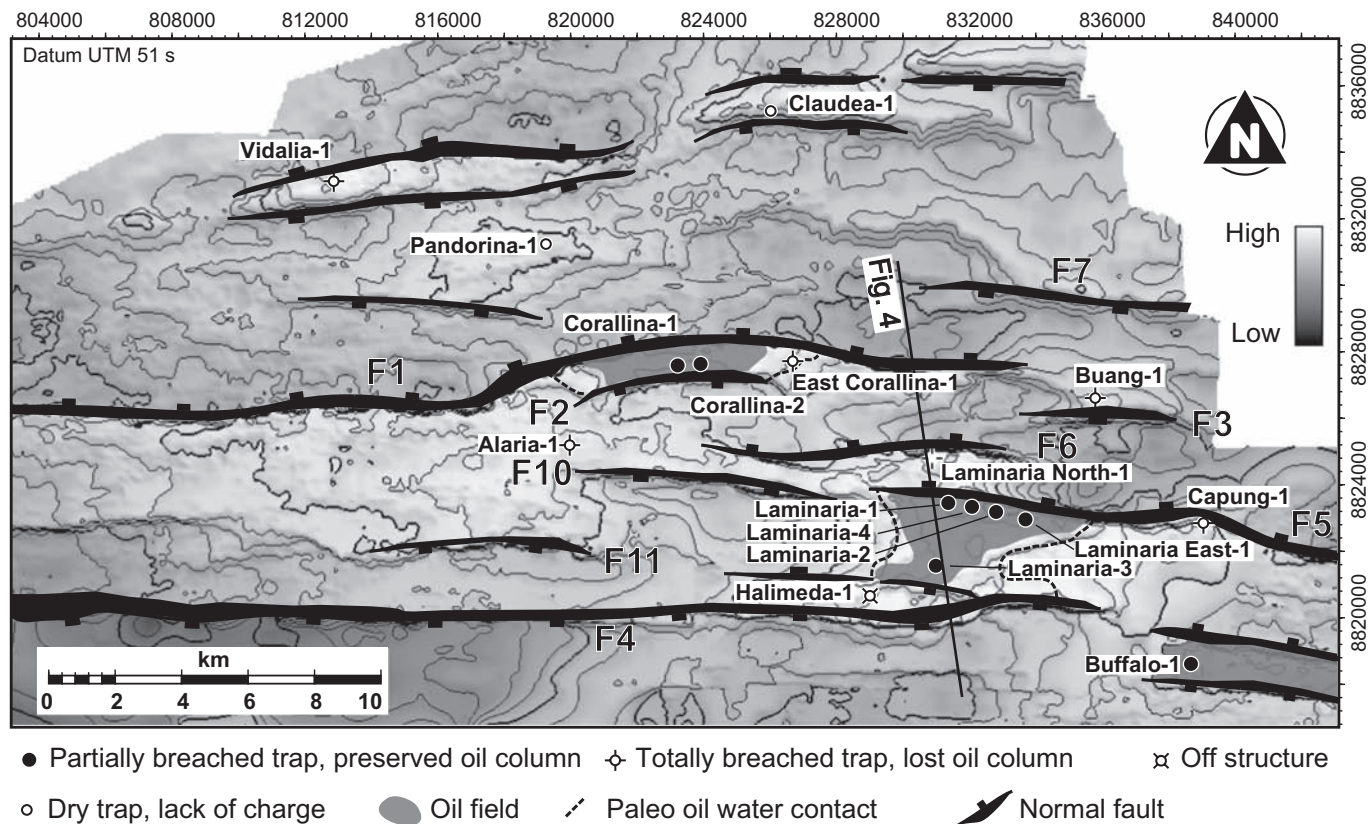 804000 808000 812000 816000 820000 824000 828000 832000 836000 840000
Datum UTM 51 s
8836000
Claudea-1
N
Vidalia-1
8832000
Pandorina-1
High
Low
Fig. 4
F7
Corallina-1
8828000
F1
East Corallina-1
Buang-1
Corallina-2
F2
F3
Alaria-1
F6
F10
Laminaria North-1
8824000
Laminaria-1
Capung-1
Laminaria-4
F5
Laminaria-2
Laminaria East-1
F11
Laminaria-3
Halimeda-1
8820000
F4
km
0 2 4 6 8 10
Buffalo-1
Partially breached trap, preserved oil column Totally breached trap, lost oil column Off structure
Dry trap, lack of charge Oil field Paleo oil water contact Normal fault